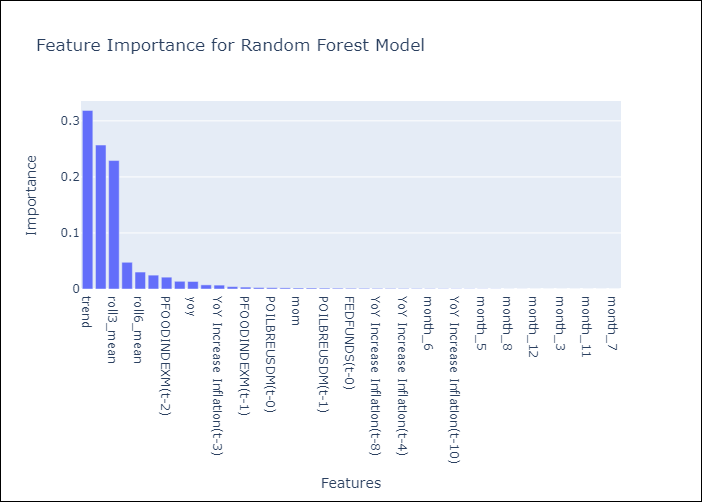 Feature Importance for Random Forest Model
Importance
0.3
0.2
0.1
0
trend
roll3_mean
roll6_mean
PFOODINDEXM(t-2)
yoy
YoY Increase Inflation(t-3)
PFOODINDEXM(t-1)
POILBREUSDM(t-0)
mom
POILBREUSDM(t-1)
FEDFUNDS(t-0)
YoY Increase Inflation(t-8)
YoY Increase Inflation(t-4)
month_6
YoY Increase Inflation(t-10)
month_5
month_8
month_12
month_3
month_11
month_7
Features